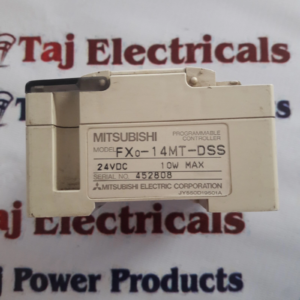 Taj Electricals
MITSUBISHI
PROGRAMMABLE
CONTROLLER
MODEL FX0-14MT-DSS
24VDC 10W MAX
SERIAL NO. 452808
MITSUBISHI ELECTRIC CORPORATION
Taj Electricals
Taj Power Products